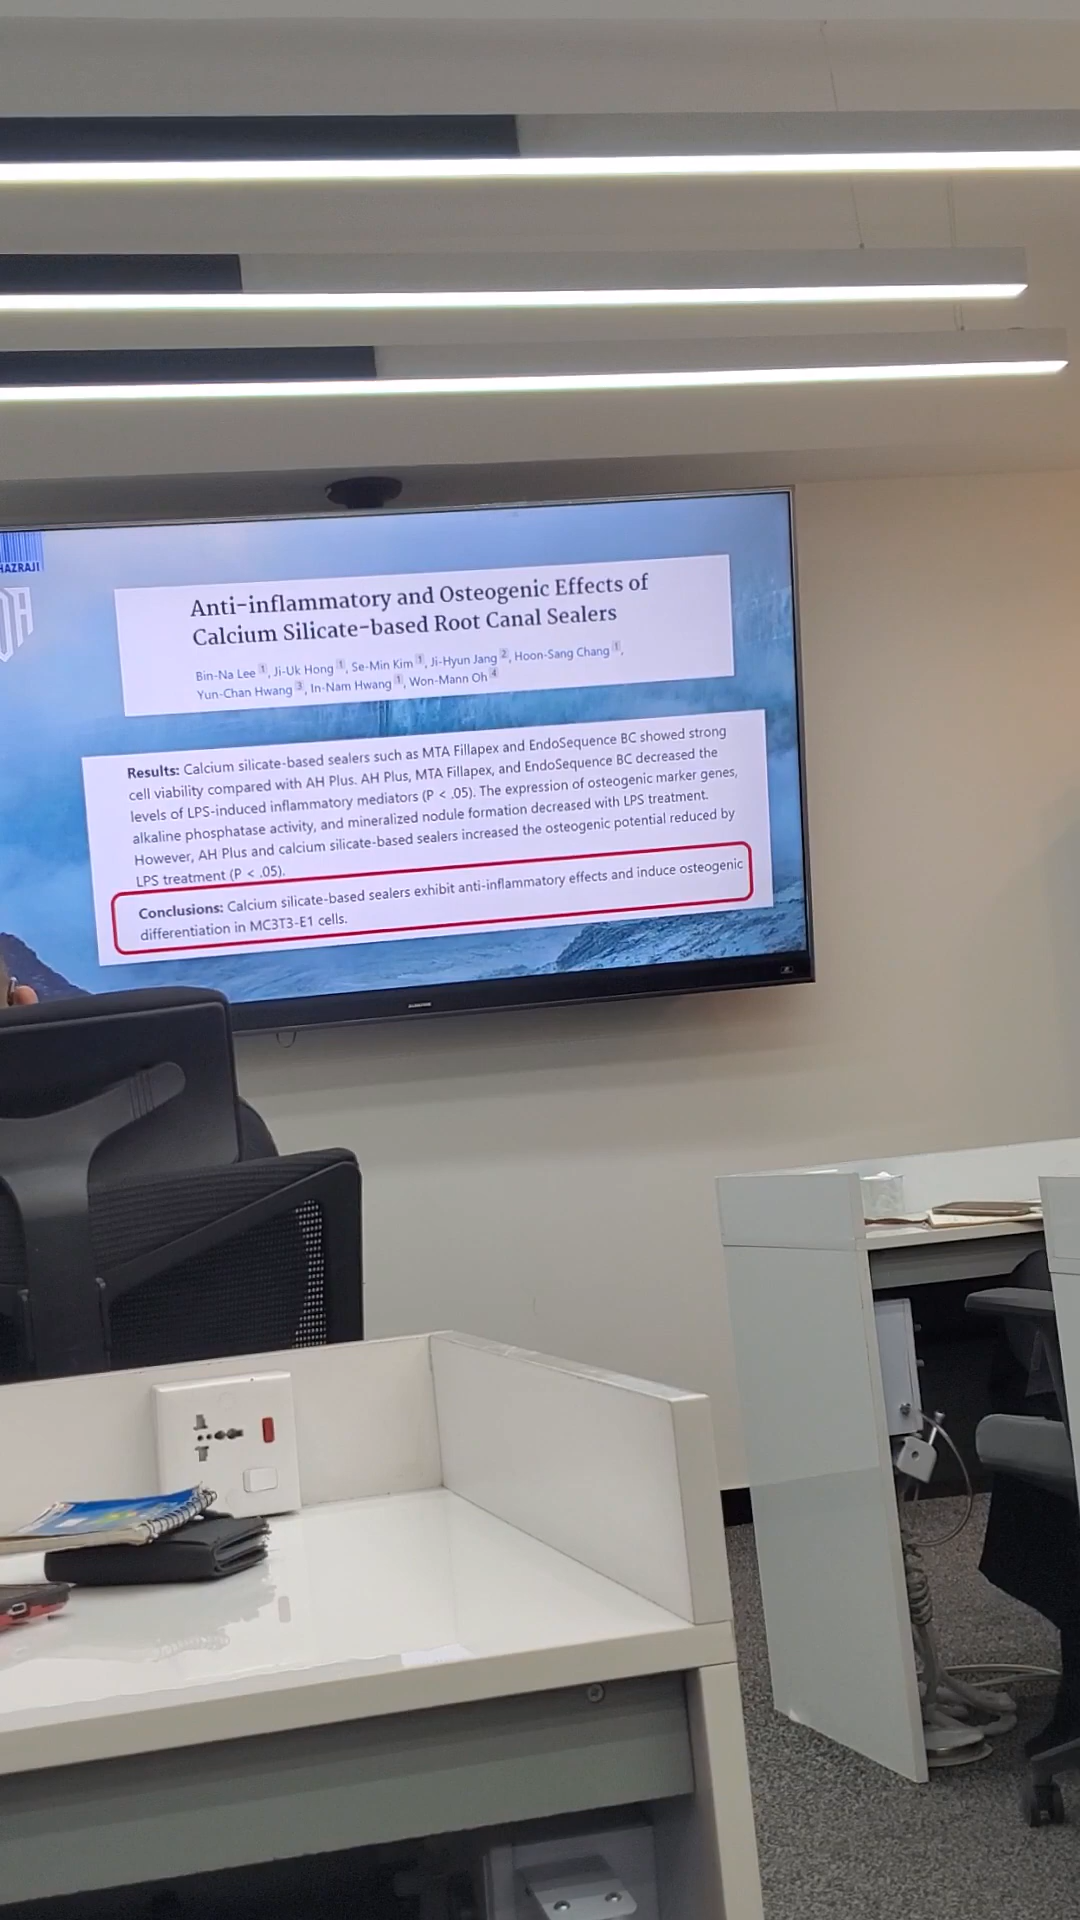 HAZRAJI
Anti-inflammatory and Osteogenic Effects of
Calcium Silicate-based Root Canal Sealers
Bin-Na Lee 1, Ji-Uk Hong 1, Se-Min Kim 1, Ji-Hyun Jang 2, Hoon-Sang Chang 1,
Yun-Chan Hwang 3, In-Nam Hwang 1, Won-Mann Oh 4
Results: Calcium silicate-based sealers such as MTA Fillapex and EndoSequence BC showed strong
cell viability compared with AH Plus. AH Plus, MTA Fillapex, and EndoSequence BC decreased the
levels of LPS-induced inflammatory mediators (P < .05). The expression of osteogenic marker genes,
alkaline phosphatase activity, and mineralized nodule formation decreased with LPS treatment.
However, AH Plus and calcium silicate-based sealers increased the osteogenic potential reduced by
LPS treatment (P < .05).
Conclusions: Calcium silicate-based sealers exhibit anti-inflammatory effects and induce osteogenic
differentiation in MC3T3-E1 cells.